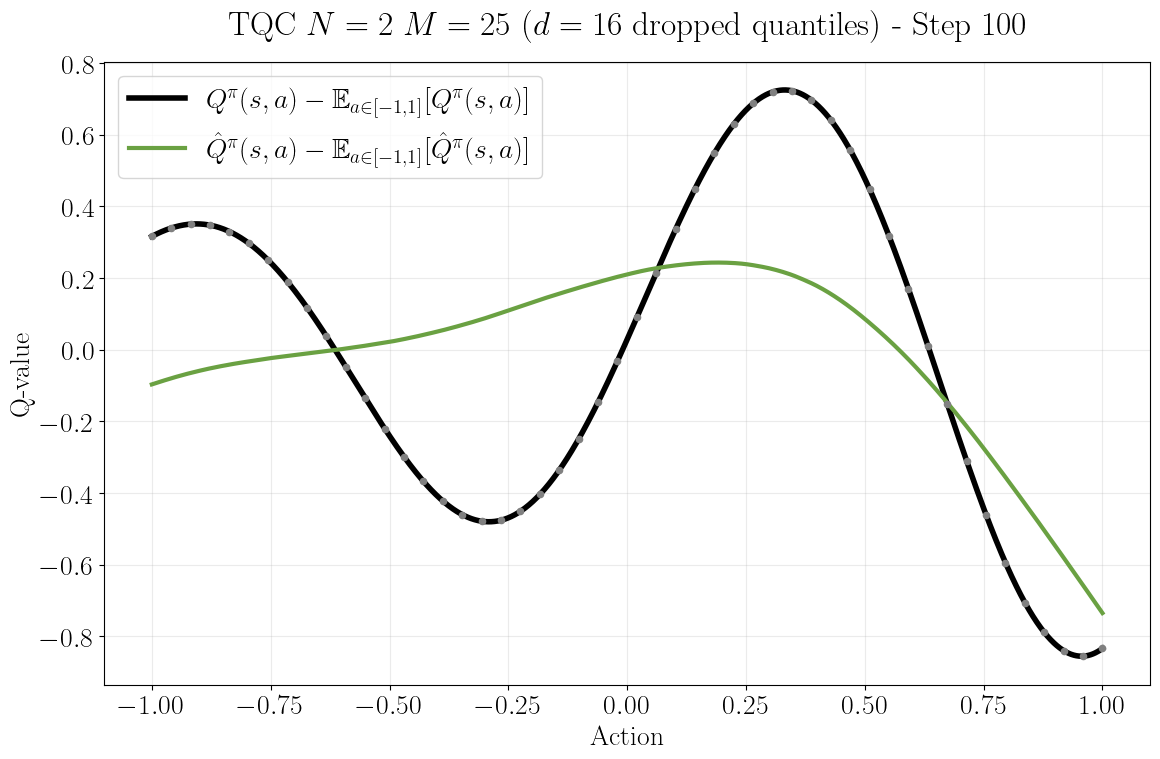 TQC N = 2 M = 25 (d = 16 dropped quantiles) - Step 100
Q^π(s, a) − 𝔼_{a∈[−1,1]}[Q^π(s, a)]
Q̂^π(s, a) − 𝔼_{a∈[−1,1]}[Q̂^π(s, a)]
Q-value
0.8
0.6
0.4
0.2
0.0
−0.2
−0.4
−0.6
−0.8
−1.00 −0.75 −0.50 −0.25 0.00 0.25 0.50 0.75 1.00
Action